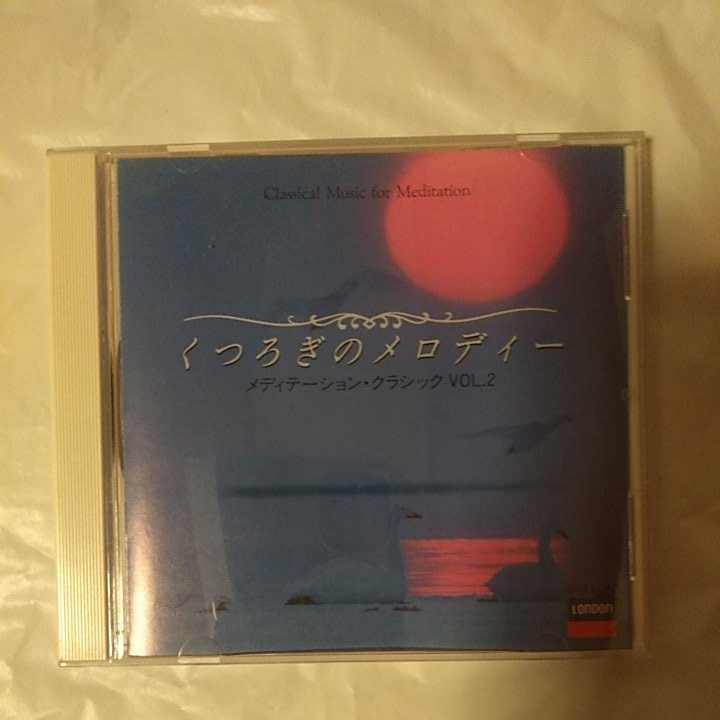 Classical Music for Meditation
くつろぎのメロディー
メディテーション・クラシック VOL.2
LONDON